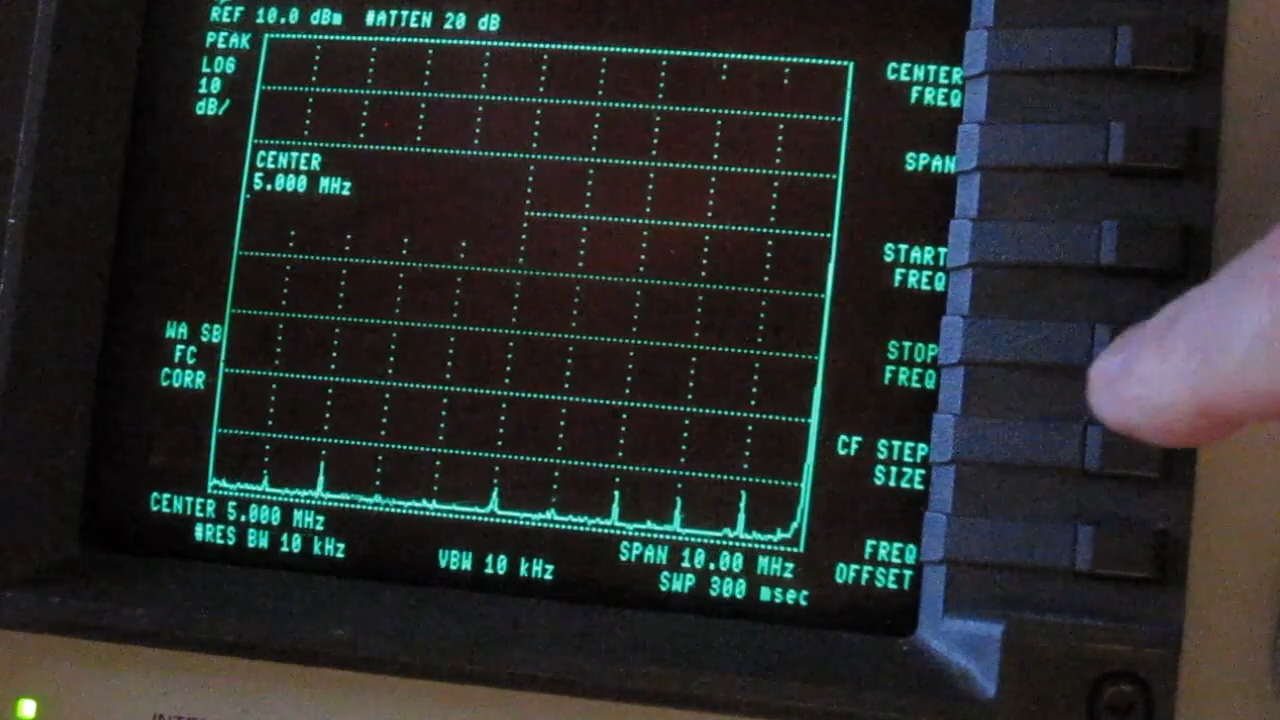 REF 10.0 dBm #ATTEN 20 dB
PEAK
LOG
10
dB/
CENTER
5.000 MHz
WA SB
FC
CORR
CENTER 5.000 MHz
SPAN 10.00 MHz
#RES BW 10 kHz
VBW 10 kHz
SWP 300 msec
CENTER
FREQ
SPAN
START
FREQ
STOP
FREQ
CF STEP
SIZE
FREQ
OFFSET